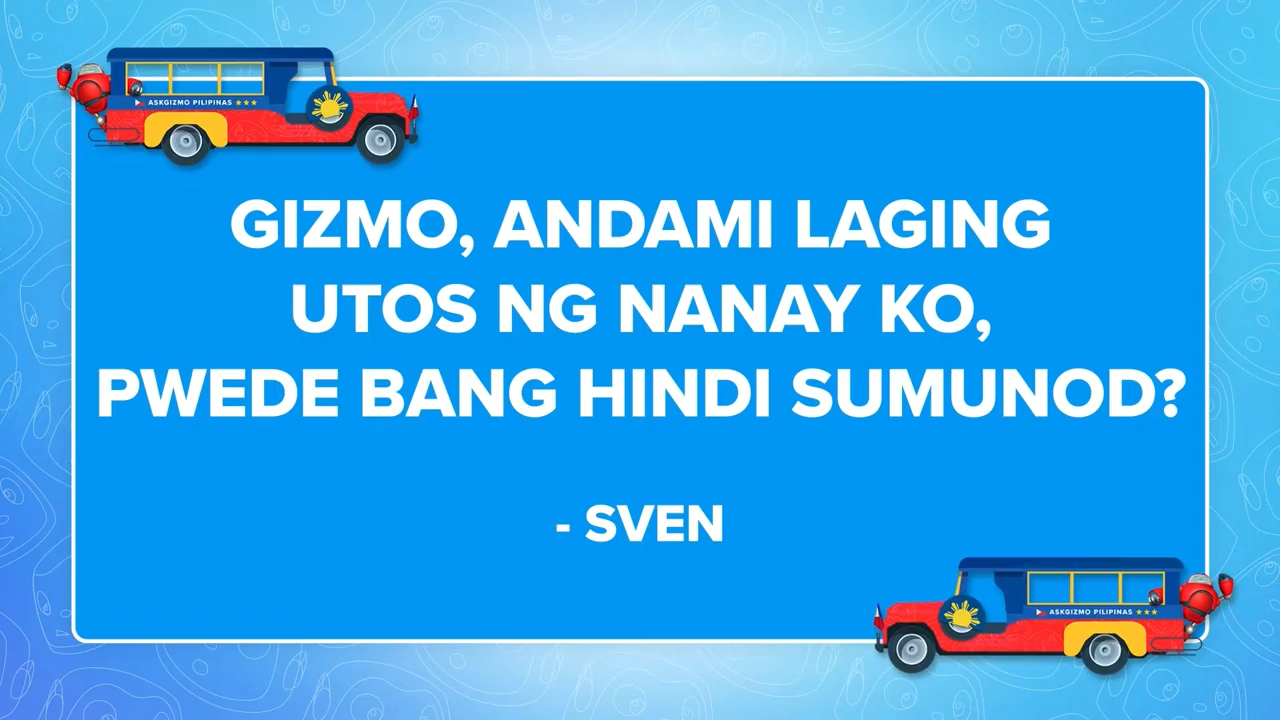 ASKGIZMO PILIPINAS ★★★
GIZMO, ANDAMI LAGING
UTOS NG NANAY KO,
PWEDE BANG HINDI SUMUNOD?
- SVEN
ASKGIZMO PILIPINAS ★★★